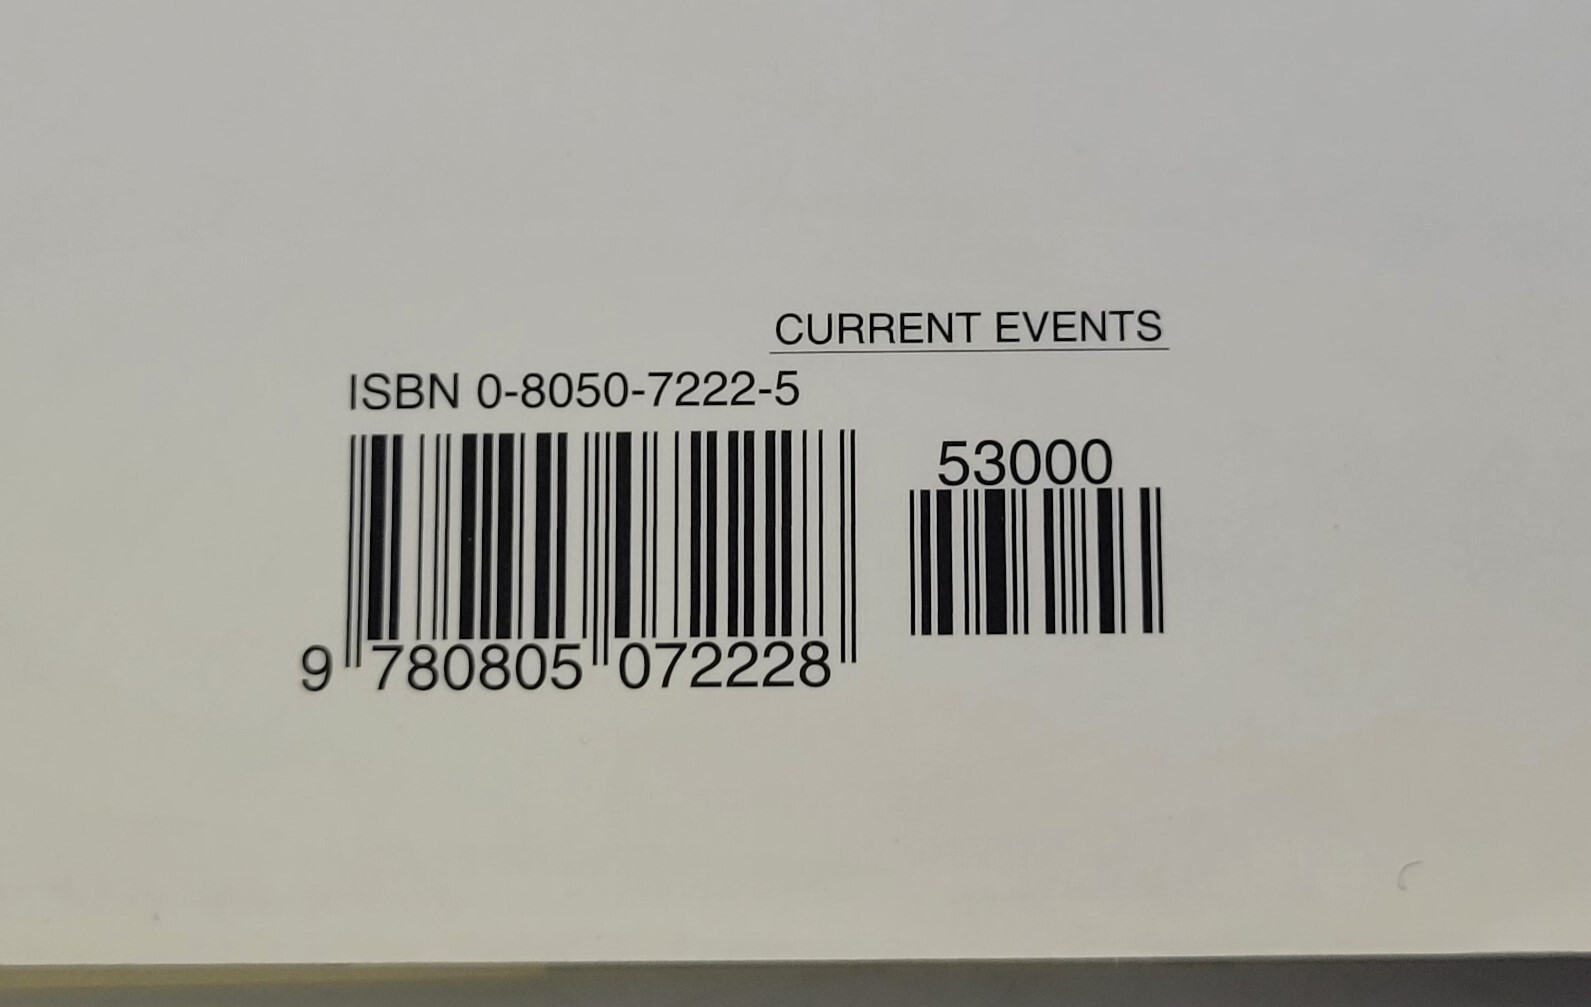 CURRENT EVENTS
ISBN 0-8050-7222-5
53000
9 780805 072228